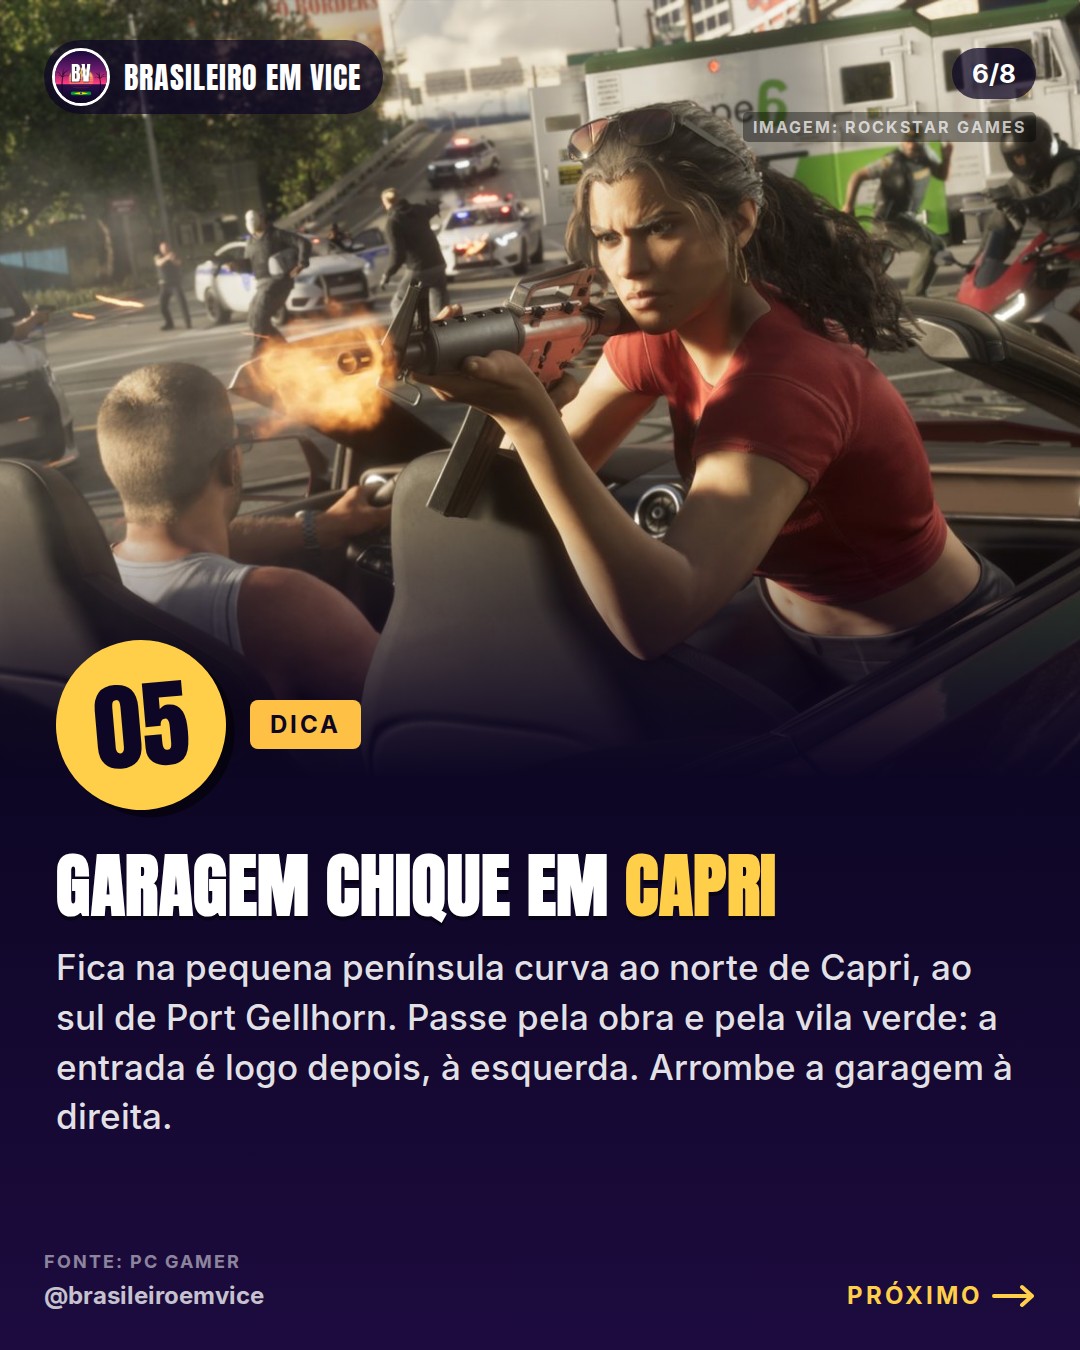 BV
BRASILEIRO EM VICE
6/8
IMAGEM: ROCKSTAR GAMES
05
DICA
GARAGEM CHIQUE EM CAPRI
Fica na pequena península curva ao norte de Capri, ao
sul de Port Gellhorn. Passe pela obra e pela vila verde: a
entrada é logo depois, à esquerda. Arrombe a garagem à
direita.
FONTE: PC GAMER
@brasileiroemvice
PRÓXIMO